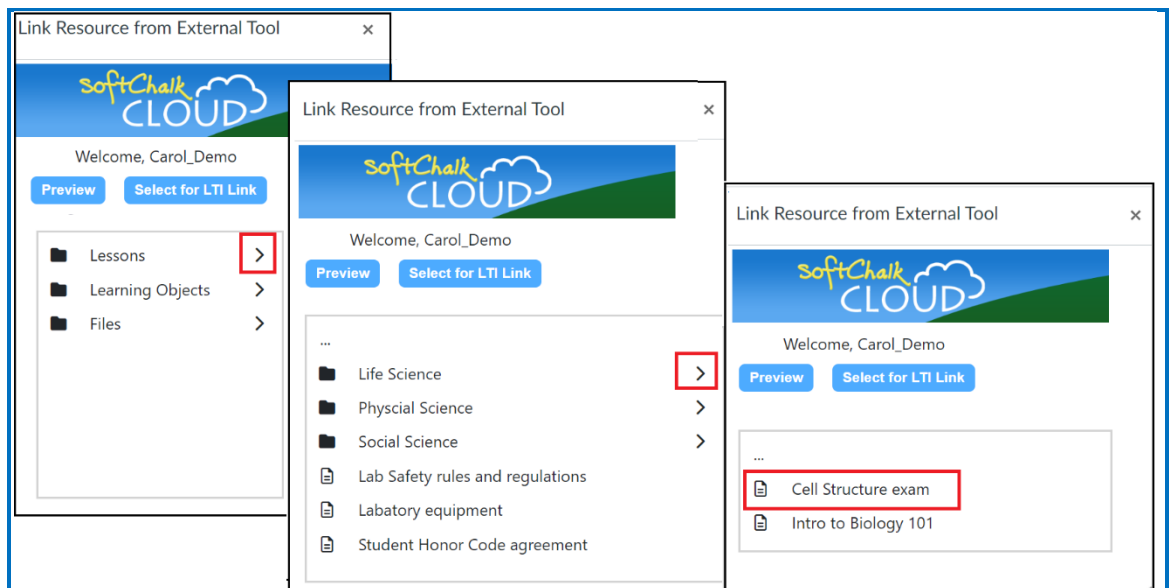 Link Resource from External Tool ×
softChalk
CLOUD
Welcome, Carol_Demo
Preview Select for LTI Link
Lessons
Learning Objects
Files
Link Resource from External Tool ×
softChalk
CLOUD
Welcome, Carol_Demo
Preview Select for LTI Link
...
Life Science
Physcial Science
Social Science
Lab Safety rules and regulations
Labatory equipment
Student Honor Code agreement
Link Resource from External Tool ×
softChalk
CLOUD
Welcome, Carol_Demo
Preview Select for LTI Link
...
Cell Structure exam
Intro to Biology 101